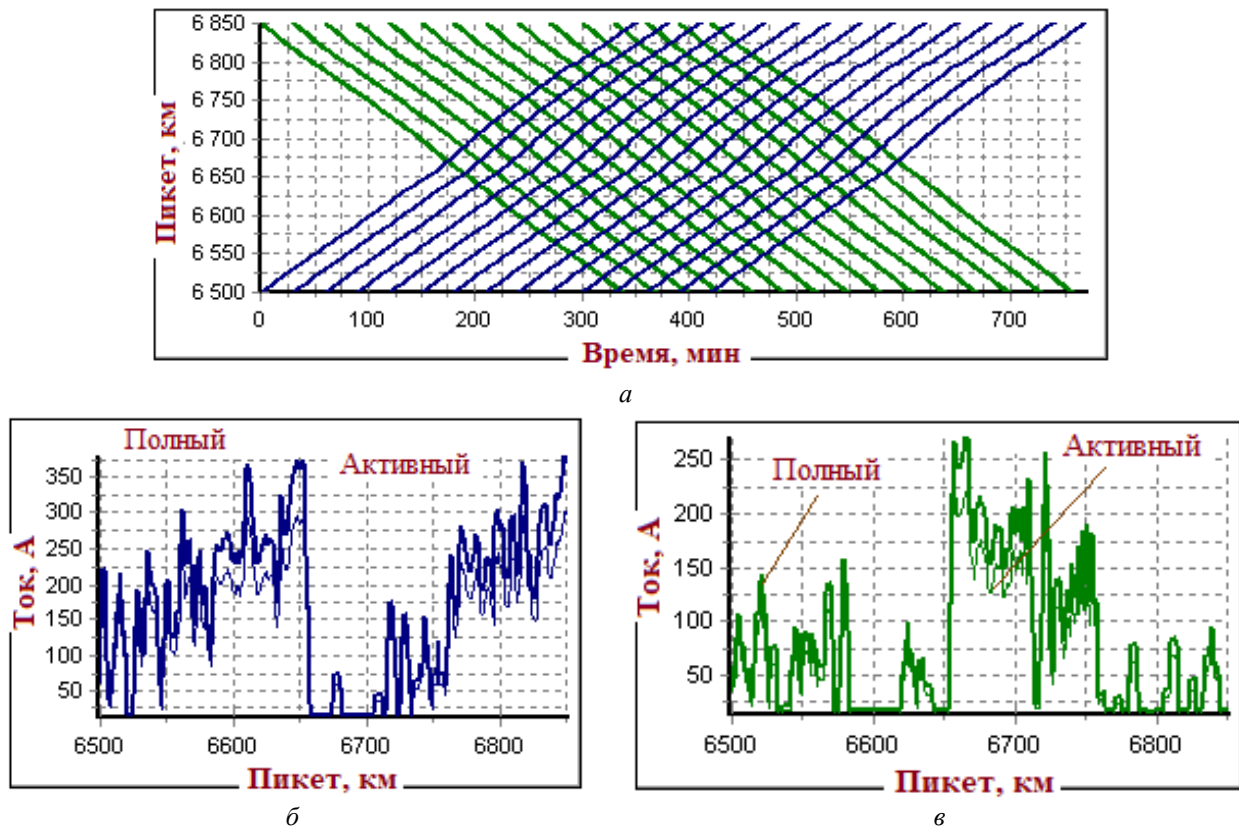 6 850
6 800
6 750
6 700
6 650
6 600
6 550
6 500
Пикет, км
0 100 200 300 400 500 600 700
Время, мин
а
Полный
Активный
350
300
250
200
150
100
50
Ток, А
6500 6600 6700 6800
Пикет, км
б
Активный
Полный
250
200
150
100
50
Ток, А
6500 6600 6700 6800
Пикет, км
в